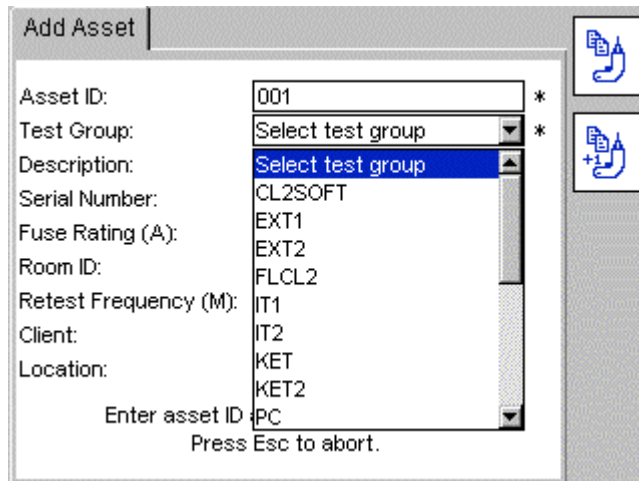 Add Asset
Asset ID: 001 *
Test Group: Select test group *
Description: Select test group
Serial Number: CL2SOFT
Fuse Rating (A): EXT1
EXT2
Room ID: FLCL2
Retest Frequency (M): IT1
Client: IT2
Location: KET
KET2
Enter asset ID PC
Press Esc to abort.
+1